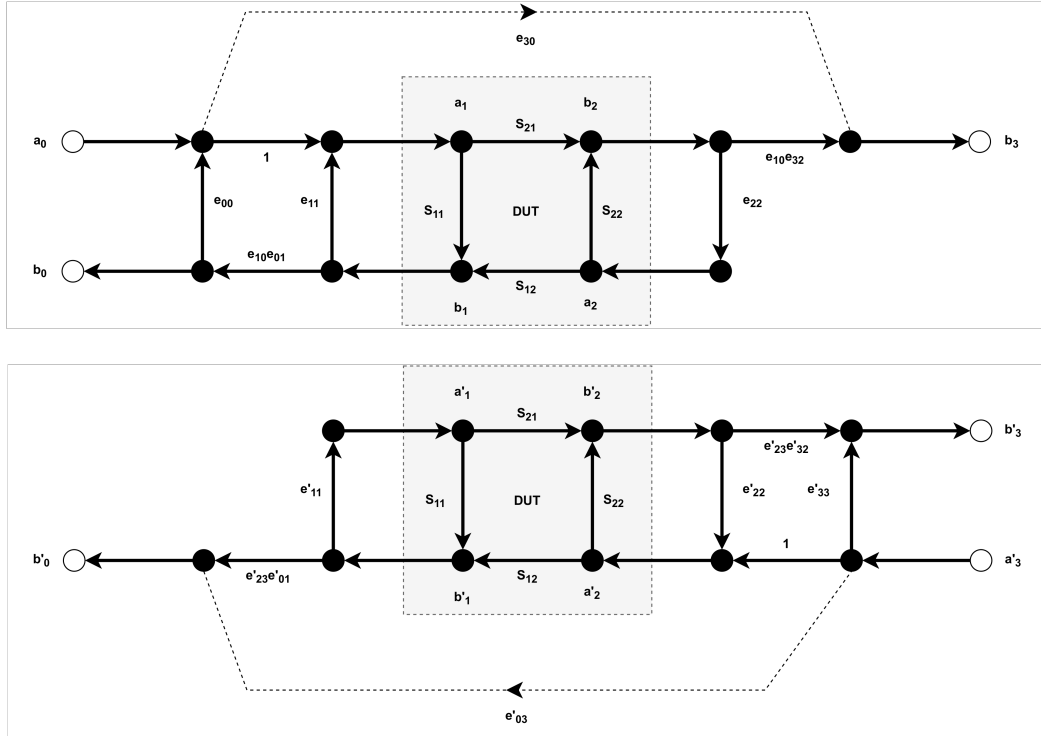 e30
a1 b2
a0 S21 b3
1 e10e32
e00 e11 S11 DUT S22 e22
b0 e10e01 S12
b1 a2
a'1 b'2
S21 b'3
e'23e'32
e'11 S11 DUT S22 e'22 e'33
1
b'0 e'23e'01 S12 a'3
b'1 a'2
e'03